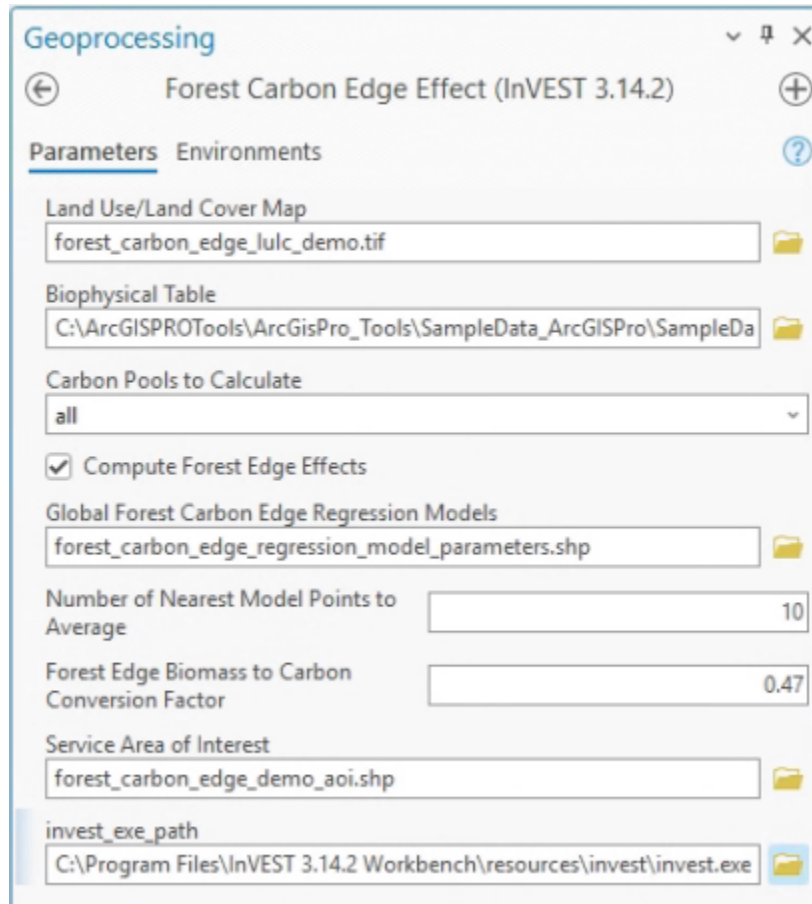 Geoprocessing
Forest Carbon Edge Effect (InVEST 3.14.2)
Parameters Environments
Land Use/Land Cover Map
forest_carbon_edge_lulc_demo.tif
Biophysical Table
C:\ArcGISPROTools\ArcGisPro_Tools\SampleData_ArcGISPro\SampleDa
Carbon Pools to Calculate
all
Compute Forest Edge Effects
Global Forest Carbon Edge Regression Models
forest_carbon_edge_regression_model_parameters.shp
Number of Nearest Model Points to
Average
10
Forest Edge Biomass to Carbon
Conversion Factor
0.47
Service Area of Interest
forest_carbon_edge_demo_aoi.shp
invest_exe_path
C:\Program Files\InVEST 3.14.2 Workbench\resources\invest\invest.exe